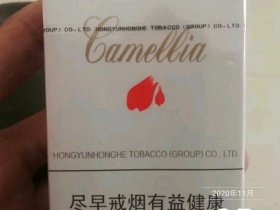 GROUP) CO., LTD HONGYUNHONGHE TOBACCO (GROUP) CO., LTD
Camellia
HONGYUNHONGHE TOBACCO (GROUP) CO., LTD
2020年11月
尽早戒烟有益健康